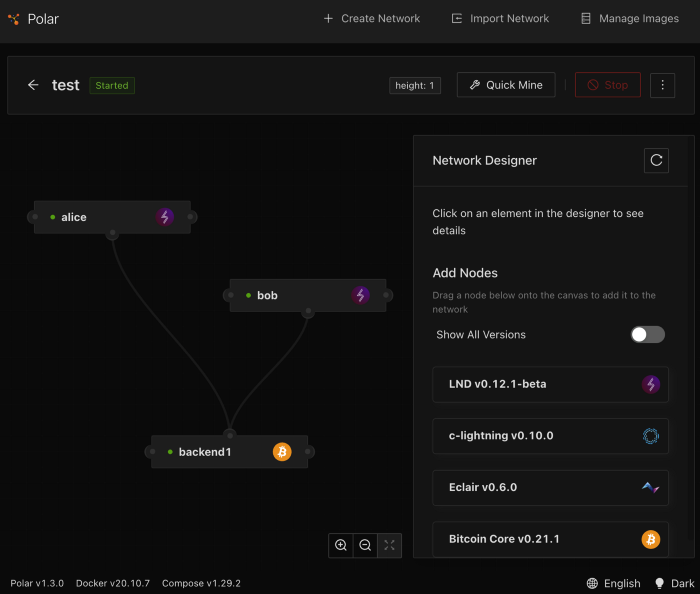 Polar
Create Network
Import Network
Manage Images
test
Started
height: 1
Quick Mine
Stop
Network Designer
Click on an element in the designer to see
details
Add Nodes
Drag a node below onto the canvas to add it to the
network
Show All Versions
LND v0.12.1-beta
c-lightning v0.10.0
Eclair v0.6.0
Bitcoin Core v0.21.1
alice
bob
backend1
Polar v1.3.0 Docker v20.10.7 Compose v1.29.2
English
Dark